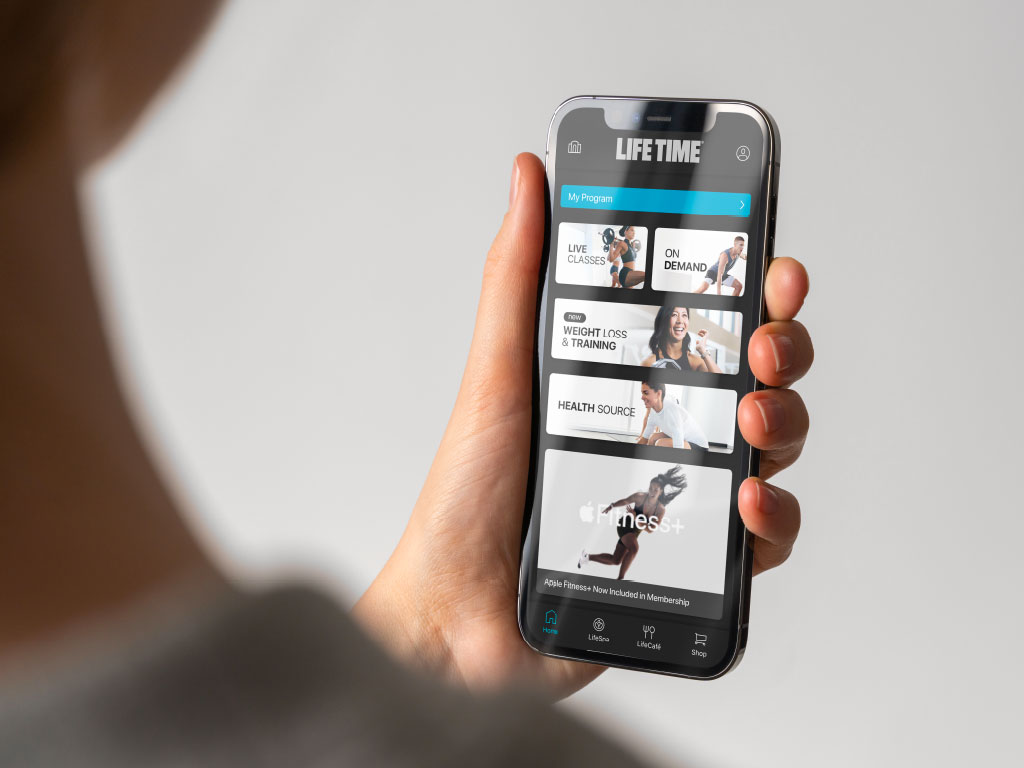 LIFE TIME
My Program
LIVE
CLASSES
ON
DEMAND
new
WEIGHT LOSS
& TRAINING
HEALTH SOURCE
Fitness+
Apple Fitness+ Now Included in Membership
Home
LifeSpa
LifeCafé
Shop